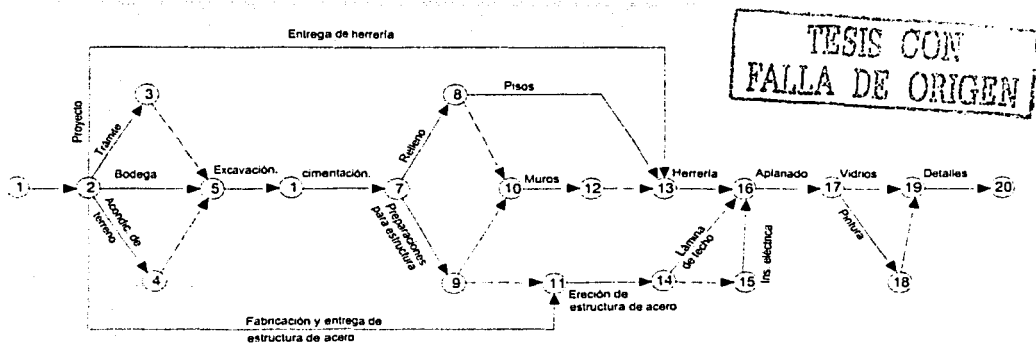 Entrega de herrería
TESIS CON
FALLA DE ORIGEN
Proyecto
Trámite
3
Relleno
8
Pisos
1
2
Bodega
5
Excavación.
1
cimentación.
7
10
Muros
12
13
Herrería
16
Aplanado
17
Vidrios
19
Detalles
20
Acondic de
terreno
4
Preparaciones
para estructura
9
11
Ereción de
estructura de acero
14
Lámina
de techo
15
Ins. eléctrica
Pintura
18
Fabricación y entrega de
estructura de acero